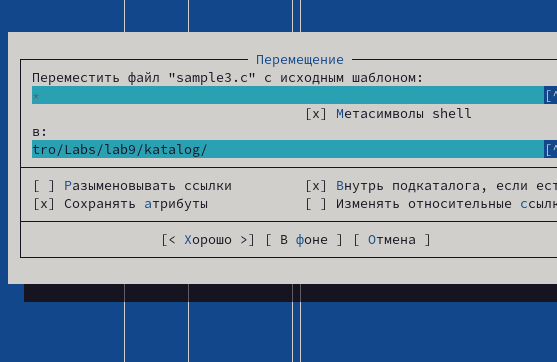 Перемещение
Переместить файл "sample3.c" с исходным шаблоном:
* [^
[x] Метасимволы shell
в:
tro/Labs/lab9/katalog/ [^
[ ] Разыменовывать ссылки [x] Внутрь подкаталога, если ест
[x] Сохранять атрибуты [ ] Изменять относительные ссылк
[< Хорошо >] [ В фоне ] [ Отмена ]